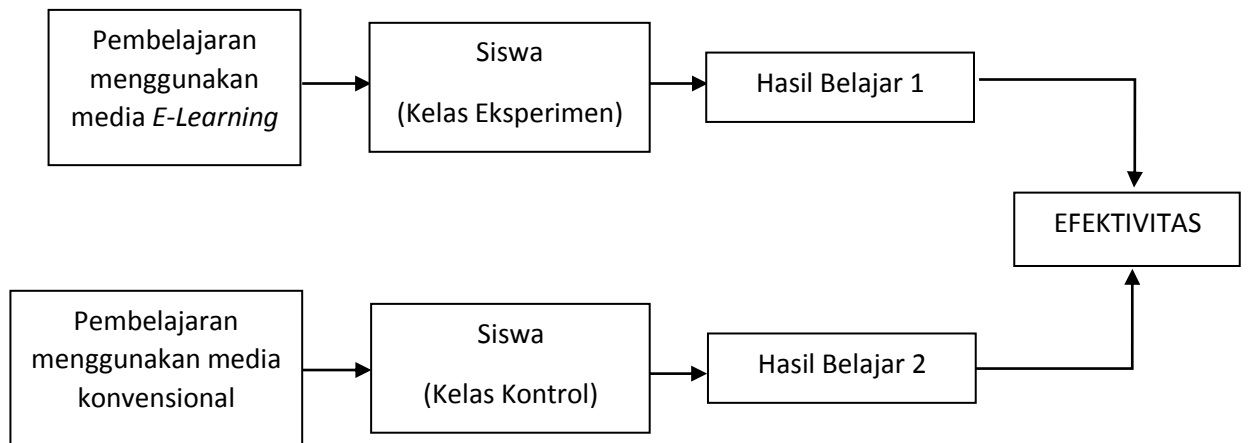 Pembelajaran
menggunakan
media E-Learning
Siswa
(Kelas Eksperimen)
Hasil Belajar 1
EFEKTIVITAS
Pembelajaran
menggunakan media
konvensional
Siswa
(Kelas Kontrol)
Hasil Belajar 2